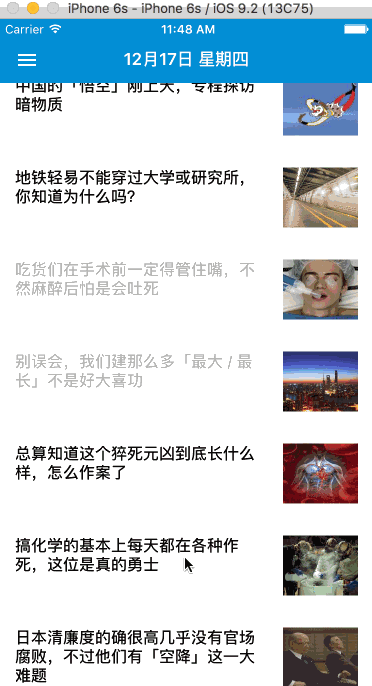 iPhone 6s - iPhone 6s / iOS 9.2 (13C75)
Carrier 11:48 AM
12月17日 星期四
中国的「悟空」刚上天，专程探访
暗物质
地铁轻易不能穿过大学或研究所，
你知道为什么吗？
吃货们在手术前一定得管住嘴，不
然麻醉后怕是会吐死
别误会，我们建那么多「最大 / 最
长」不是好大喜功
总算知道这个猝死元凶到底长什么
样，怎么作案了
搞化学的基本上每天都在各种作
死，这位是真的勇士
日本清廉度的确很高几乎没有官场
腐败，不过他们有「空降」这一大
难题